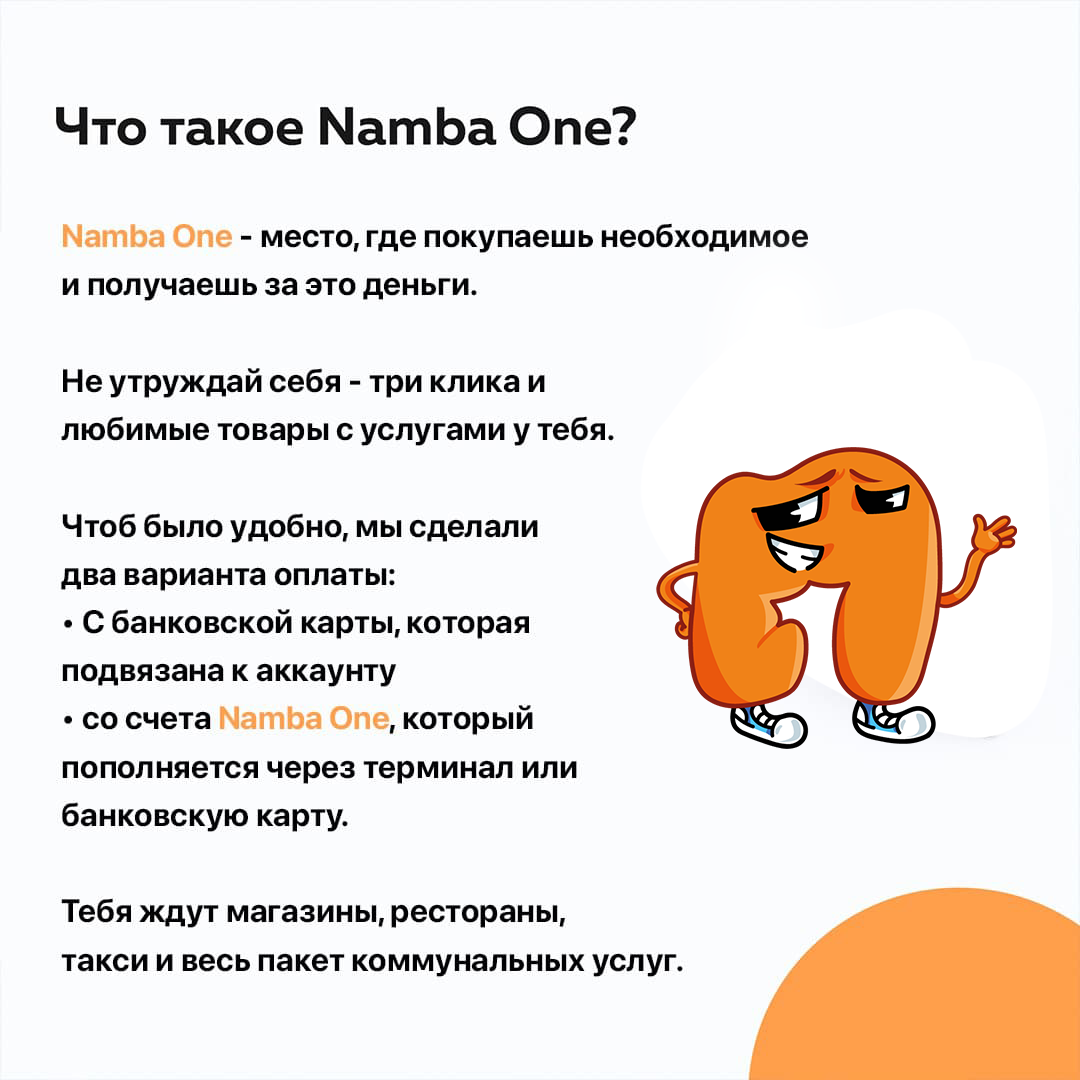 Что такое Namba One?
Namba One - место, где покупаешь необходимое
и получаешь за это деньги.
Не утруждай себя - три клика и
любимые товары с услугами у тебя.
Чтоб было удобно, мы сделали
два варианта оплаты:
• С банковской карты, которая
подвязана к аккаунту
• со счета Namba One, который
пополняется через терминал или
банковскую карту.
Тебя ждут магазины, рестораны,
такси и весь пакет коммунальных услуг.